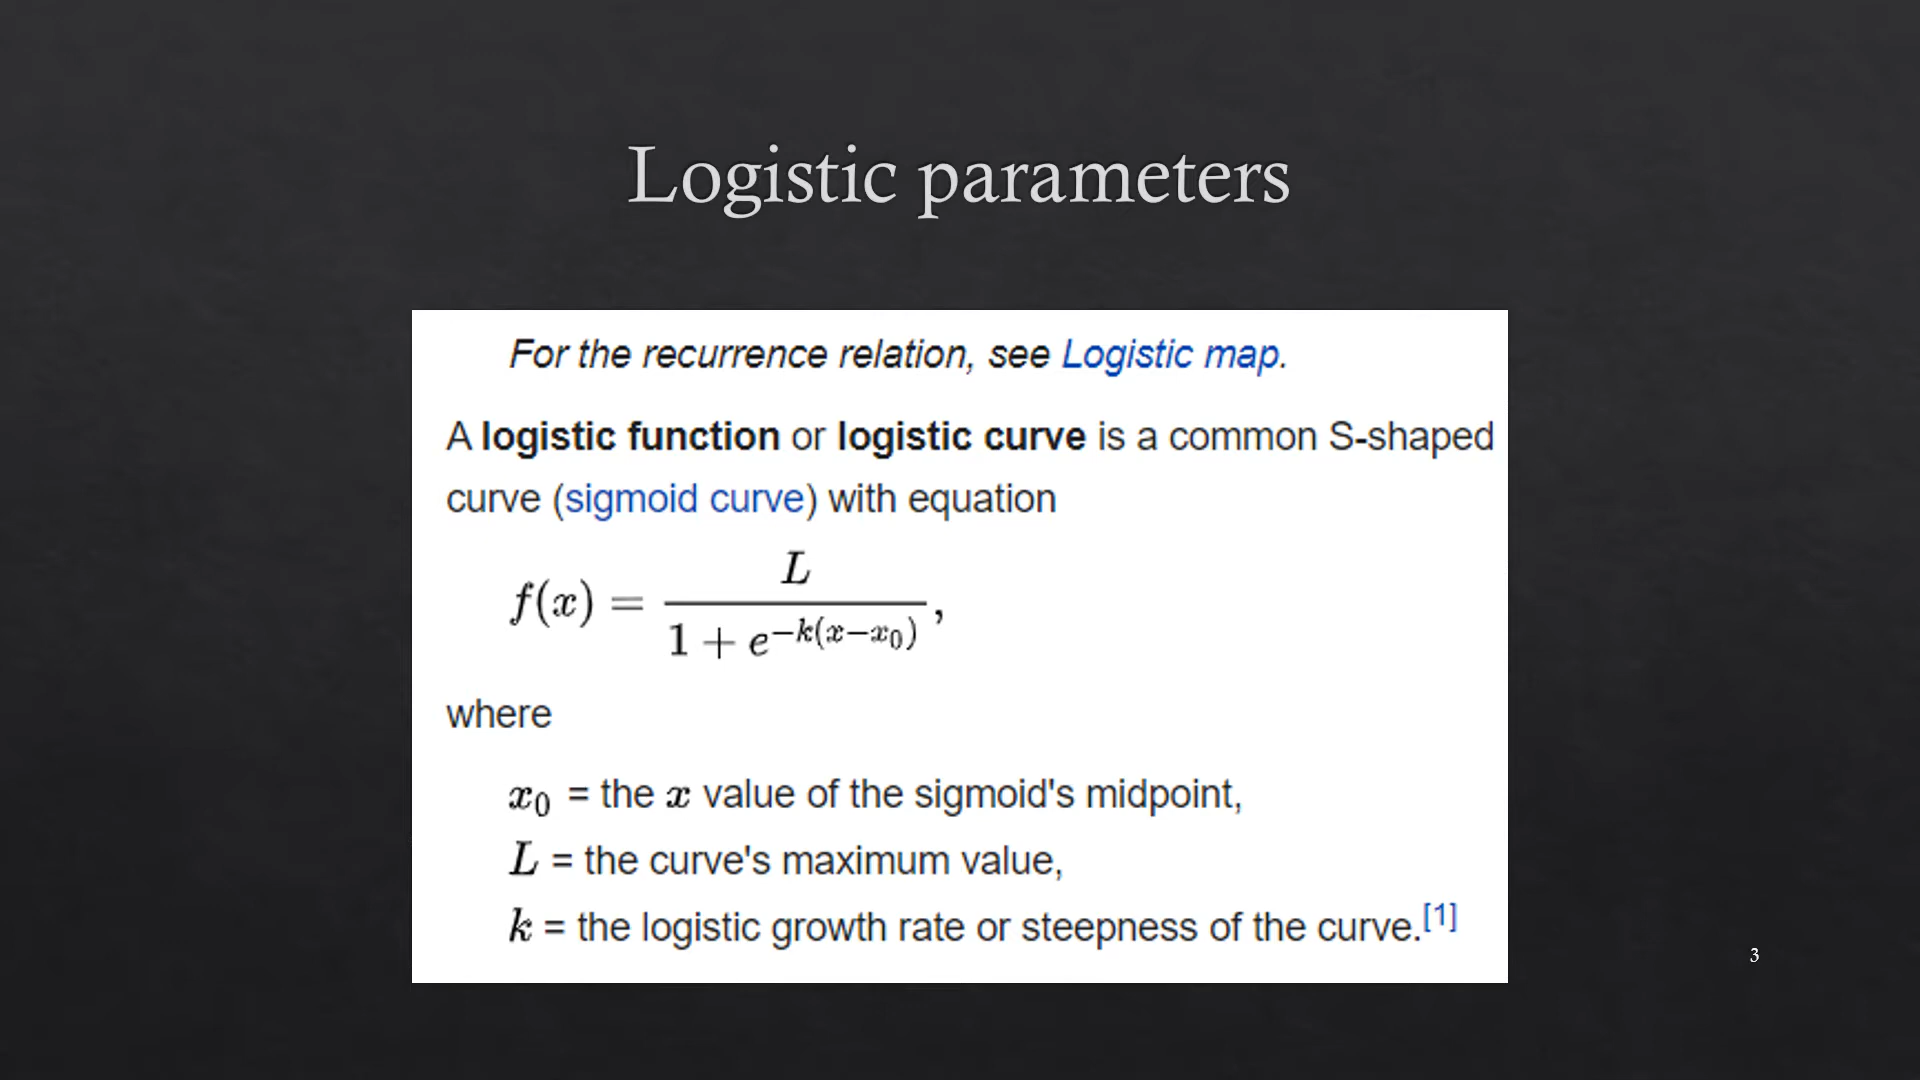 Logistic parameters
For the recurrence relation, see Logistic map.
A logistic function or logistic curve is a common S-shaped
curve (sigmoid curve) with equation
f(x) = L / (1 + e^{−k(x−x₀)}),
where
x₀ = the x value of the sigmoid's midpoint,
L = the curve's maximum value,
k = the logistic growth rate or steepness of the curve.[1]
3